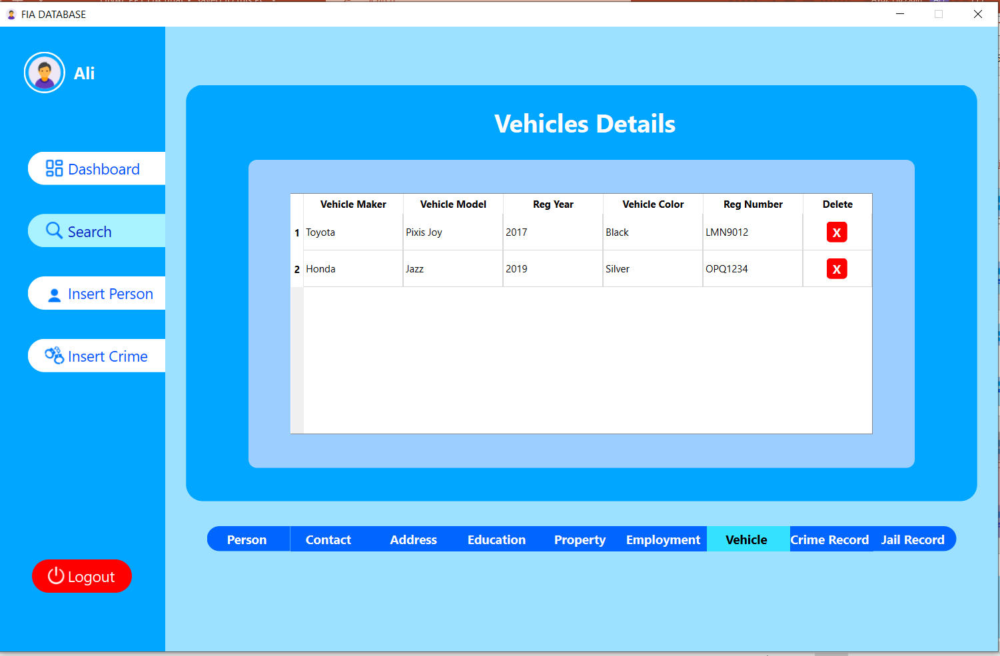 FIA DATABASE
Ali
Dashboard
Search
Insert Person
Insert Crime
Logout
Vehicles Details
Vehicle Maker Vehicle Model Reg Year Vehicle Color Reg Number Delete
1 Toyota Pixis Joy 2017 Black LMN9012 X
2 Honda Jazz 2019 Silver OPQ1234 X
Person Contact Address Education Property Employment Vehicle Crime Record Jail Record